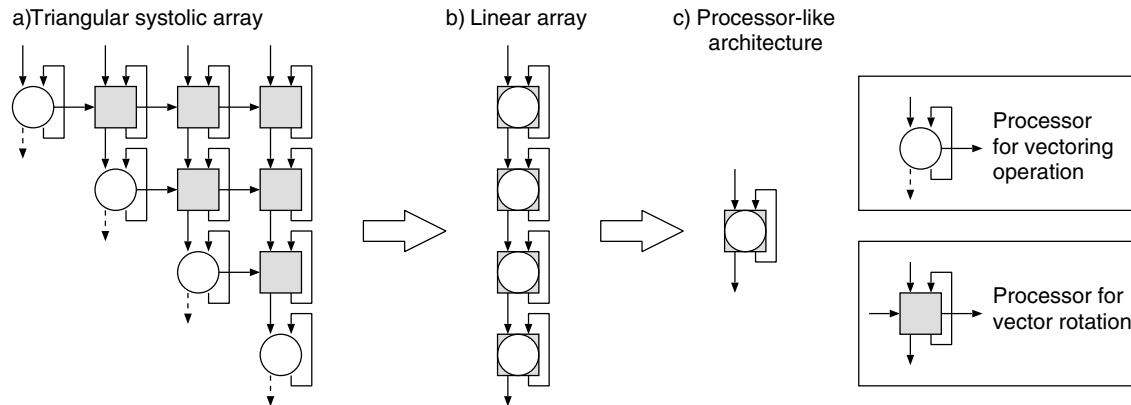 a)Triangular systolic array
b) Linear array
c) Processor-like
architecture
Processor
for vectoring
operation
Processor for
vector rotation